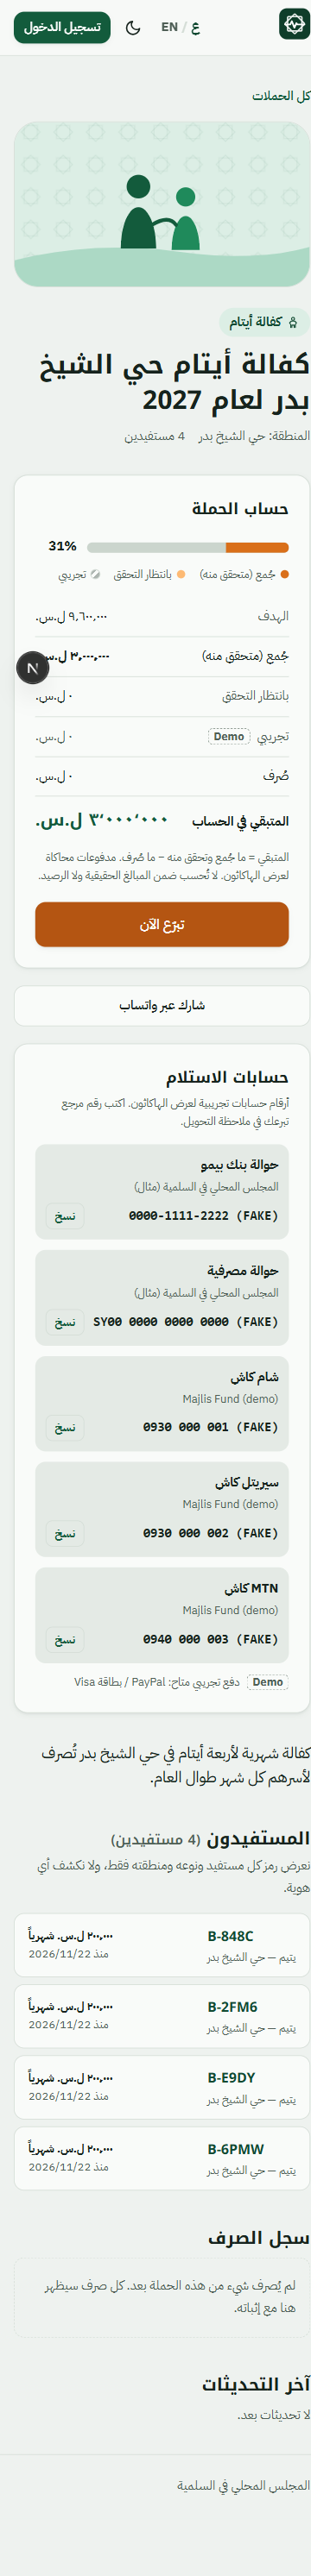 ع / EN
تسجيل الدخول
كل الحملات
كفالة أيتام
كفالة أيتام حي الشيخ
بدر لعام 2027
المنطقة: حي الشيخ بدر 4 مستفيدين
حساب الحملة
31%
جُمع (متحقق منه) بانتظار التحقق تجريبي
الهدف ٩٬٦٠٠٬٠٠٠ ل.س.
جُمع (متحقق منه) ٣٬٠٠٠٬٠٠٠ ل.س.
N
بانتظار التحقق ٠ ل.س.
تجريبي Demo ٠ ل.س.
صُرف ٠ ل.س.
المتبقي في الحساب ٣٬٠٠٠٬٠٠٠ ل.س.
المتبقي = ما جُمع وتحقق منه − ما صُرف. مدفوعات محاكاة
لعرض الهاكاثون. لا تُحسب ضمن المبالغ الحقيقية ولا الرصيد.
تبرّع الآن
شارك عبر واتساب
حسابات الاستلام
أرقام حسابات تجريبية لعرض الهاكاثون. اكتب رقم مرجع
تبرعك في ملاحظة التحويل.
حوالة بنك بيمو
المجلس المحلي في السلمية (مثال)
0000-1111-2222 (FAKE)
نسخ
حوالة مصرفية
المجلس المحلي في السلمية (مثال)
SY00 0000 0000 0000 (FAKE)
نسخ
شام كاش
Majlis Fund (demo)
0930 000 001 (FAKE)
نسخ
سيريتل كاش
Majlis Fund (demo)
0930 000 002 (FAKE)
نسخ
MTN كاش
Majlis Fund (demo)
0940 000 003 (FAKE)
نسخ
Demo دفع تجريبي متاح: PayPal / بطاقة Visa
كفالة شهرية لأربعة أيتام في حي الشيخ بدر تُصرف
لأسرهم كل شهر طوال العام.
المستفيدون (4 مستفيدين)
نعرض رمز كل مستفيد ونوعه ومنطقته فقط، ولا نكشف أي
هوية.
B-848C
٢٠٠٬٠٠٠ ل.س. شهرياً
يتيم — حي الشيخ بدر
منذ 2026/11/22
B-2FM6
٢٠٠٬٠٠٠ ل.س. شهرياً
يتيم — حي الشيخ بدر
منذ 2026/11/22
B-E9DY
٢٠٠٬٠٠٠ ل.س. شهرياً
يتيم — حي الشيخ بدر
منذ 2026/11/22
B-6PMW
٢٠٠٬٠٠٠ ل.س. شهرياً
يتيم — حي الشيخ بدر
منذ 2026/11/22
سجل الصرف
لم يُصرف شيء من هذه الحملة بعد. كل صرف سيظهر
هنا مع إثباته.
آخر التحديثات
لا تحديثات بعد.
المجلس المحلي في السلمية